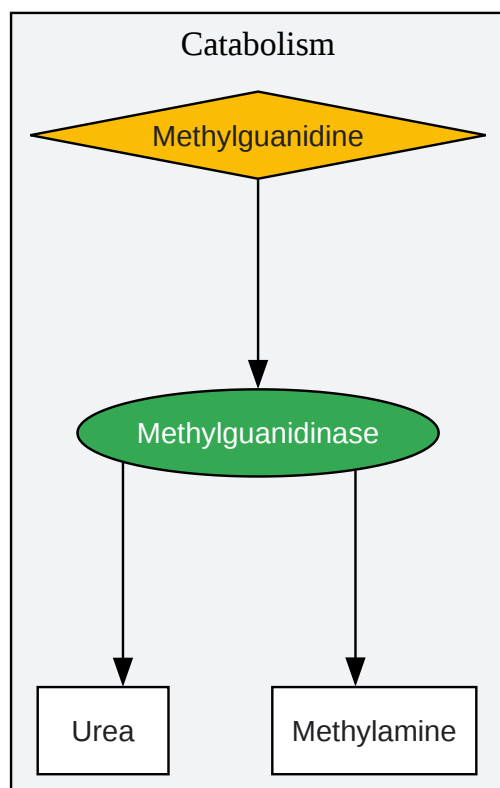 Catabolism
Methylguanidine
Methylguanidinase
Urea
Methylamine